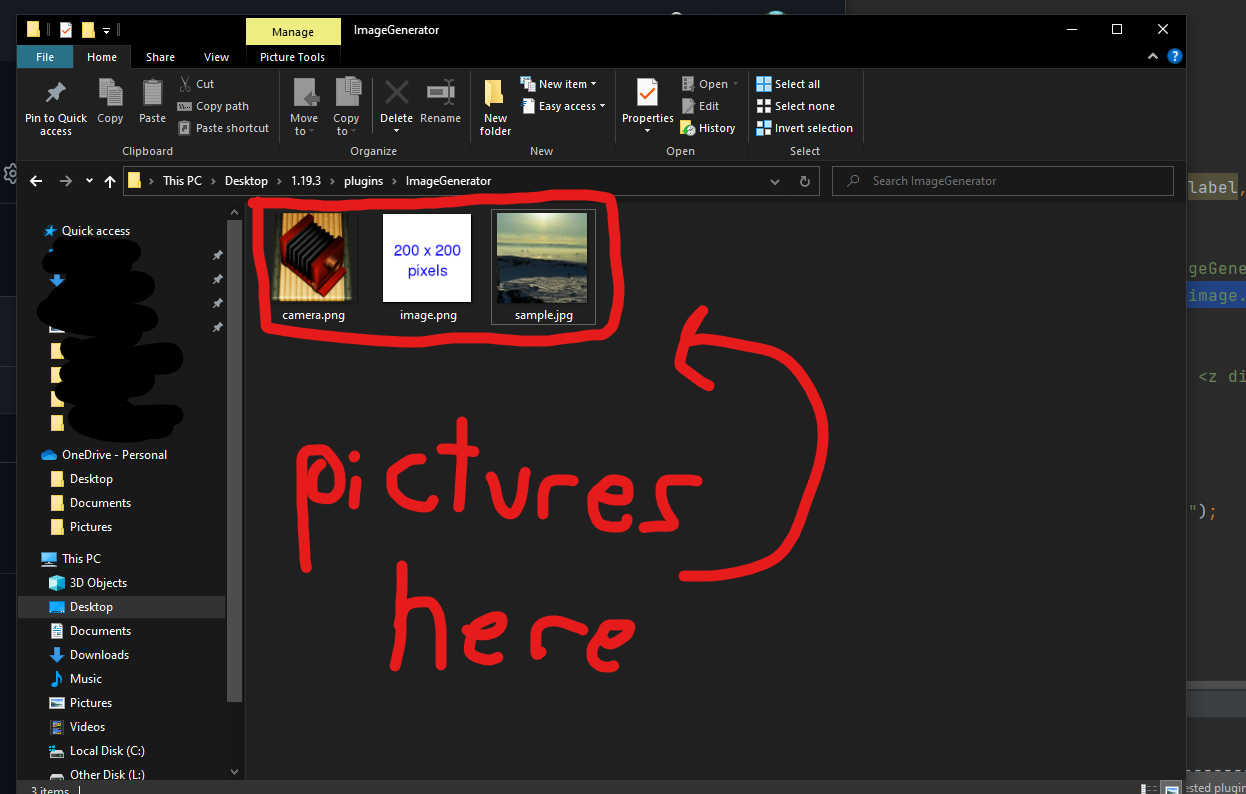 Manage
ImageGenerator
File
Home
Share
View
Picture Tools
Pin to Quick access
Copy
Paste
Cut
Copy path
Paste shortcut
Clipboard
Move to
Copy to
Delete
Rename
Organize
New folder
New item
Easy access
New
Properties
Open
Edit
History
Open
Select all
Select none
Invert selection
Select
This PC > Desktop > 1.19.3 > plugins > ImageGenerator
Search ImageGenerator
label,
ageGene
image.
<z di
");
Quick access
OneDrive - Personal
Desktop
Documents
Pictures
This PC
3D Objects
Desktop
Documents
Downloads
Music
Pictures
Videos
Local Disk (C:)
Other Disk (L:)
3 items
200 x 200
pixels
camera.png
image.png
sample.jpg
pictures
here
ested plugin